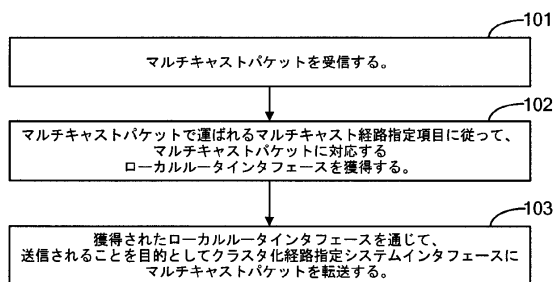 101
マルチキャストパケットを受信する。
102
マルチキャストパケットで運ばれるマルチキャスト経路指定項目に従って、
マルチキャストパケットに対応する
ローカルルータインタフェースを獲得する。
103
獲得されたローカルルータインタフェースを通じて、
送信されることを目的としてクラスタ化経路指定システムインタフェースに
マルチキャストパケットを転送する。